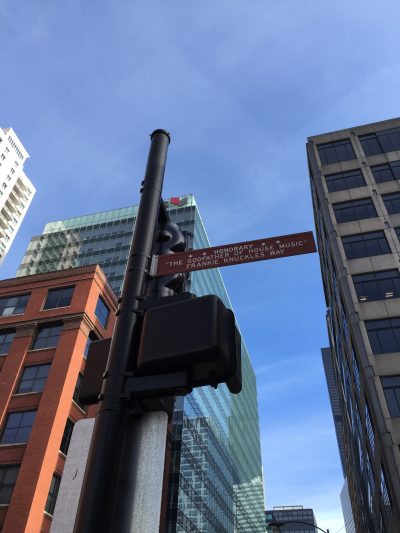 HONORARY
"THE GODFATHER OF HOUSE MUSIC"
FRANKIE KNUCKLES WAY